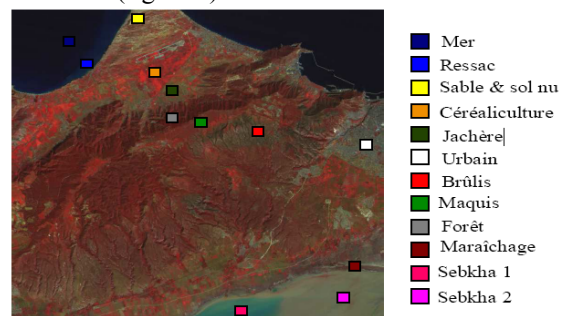 Mer
Ressac
Sable & sol nu
Céréaliculture
Jachère
Urbain
Brûlis
Maquis
Forêt
Maraîchage
Sebkha 1
Sebkha 2